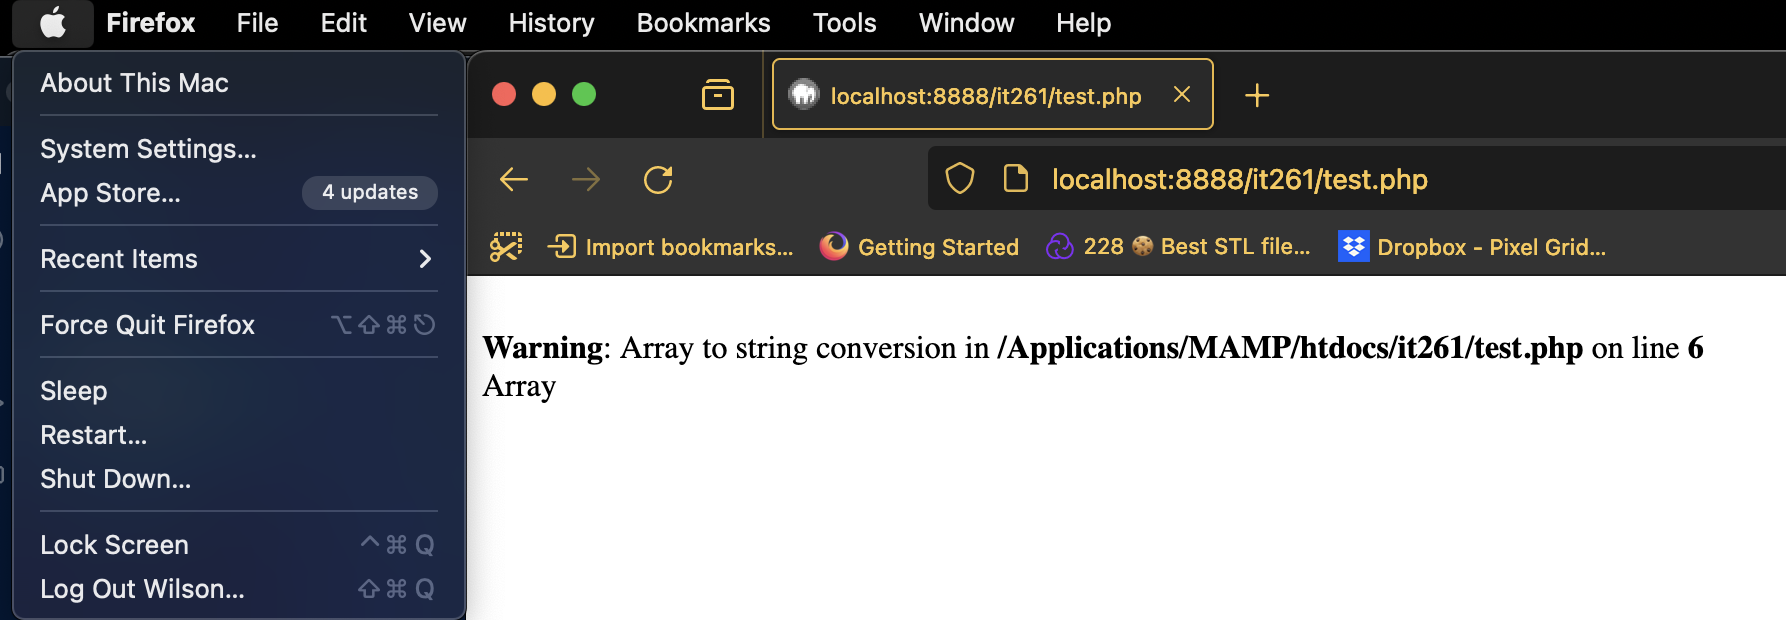 Firefox File Edit View History Bookmarks Tools Window Help
About This Mac
System Settings...
App Store... 4 updates
Recent Items
Force Quit Firefox ⌥⇧⌘⎋
Sleep
Restart...
Shut Down...
Lock Screen ^⌘Q
Log Out Wilson... ⇧⌘Q
localhost:8888/it261/test.php
localhost:8888/it261/test.php
Import bookmarks... Getting Started 228 🍪 Best STL file... Dropbox - Pixel Grid...
Warning: Array to string conversion in /Applications/MAMP/htdocs/it261/test.php on line 6
Array